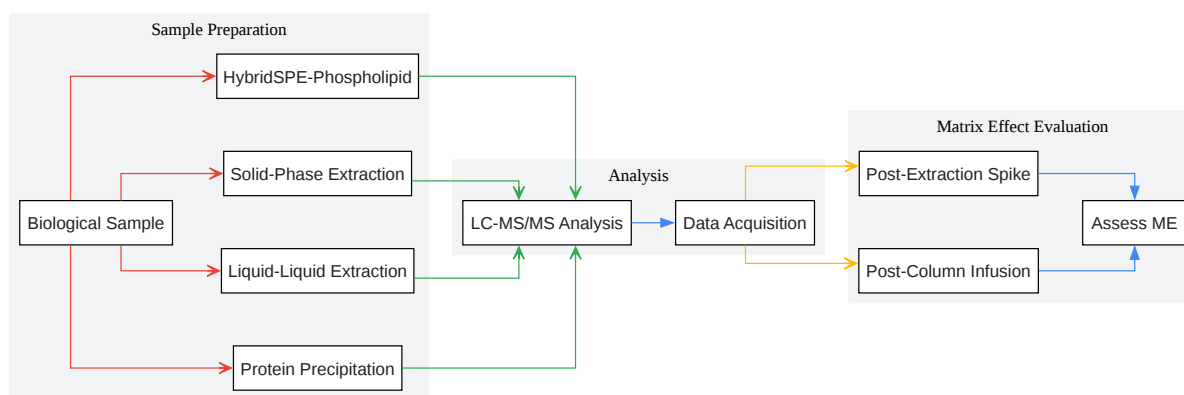 Sample Preparation
HybridSPE-Phospholipid
Solid-Phase Extraction
Biological Sample
Liquid-Liquid Extraction
Protein Precipitation
Analysis
LC-MS/MS Analysis
Data Acquisition
Matrix Effect Evaluation
Post-Extraction Spike
Assess ME
Post-Column Infusion